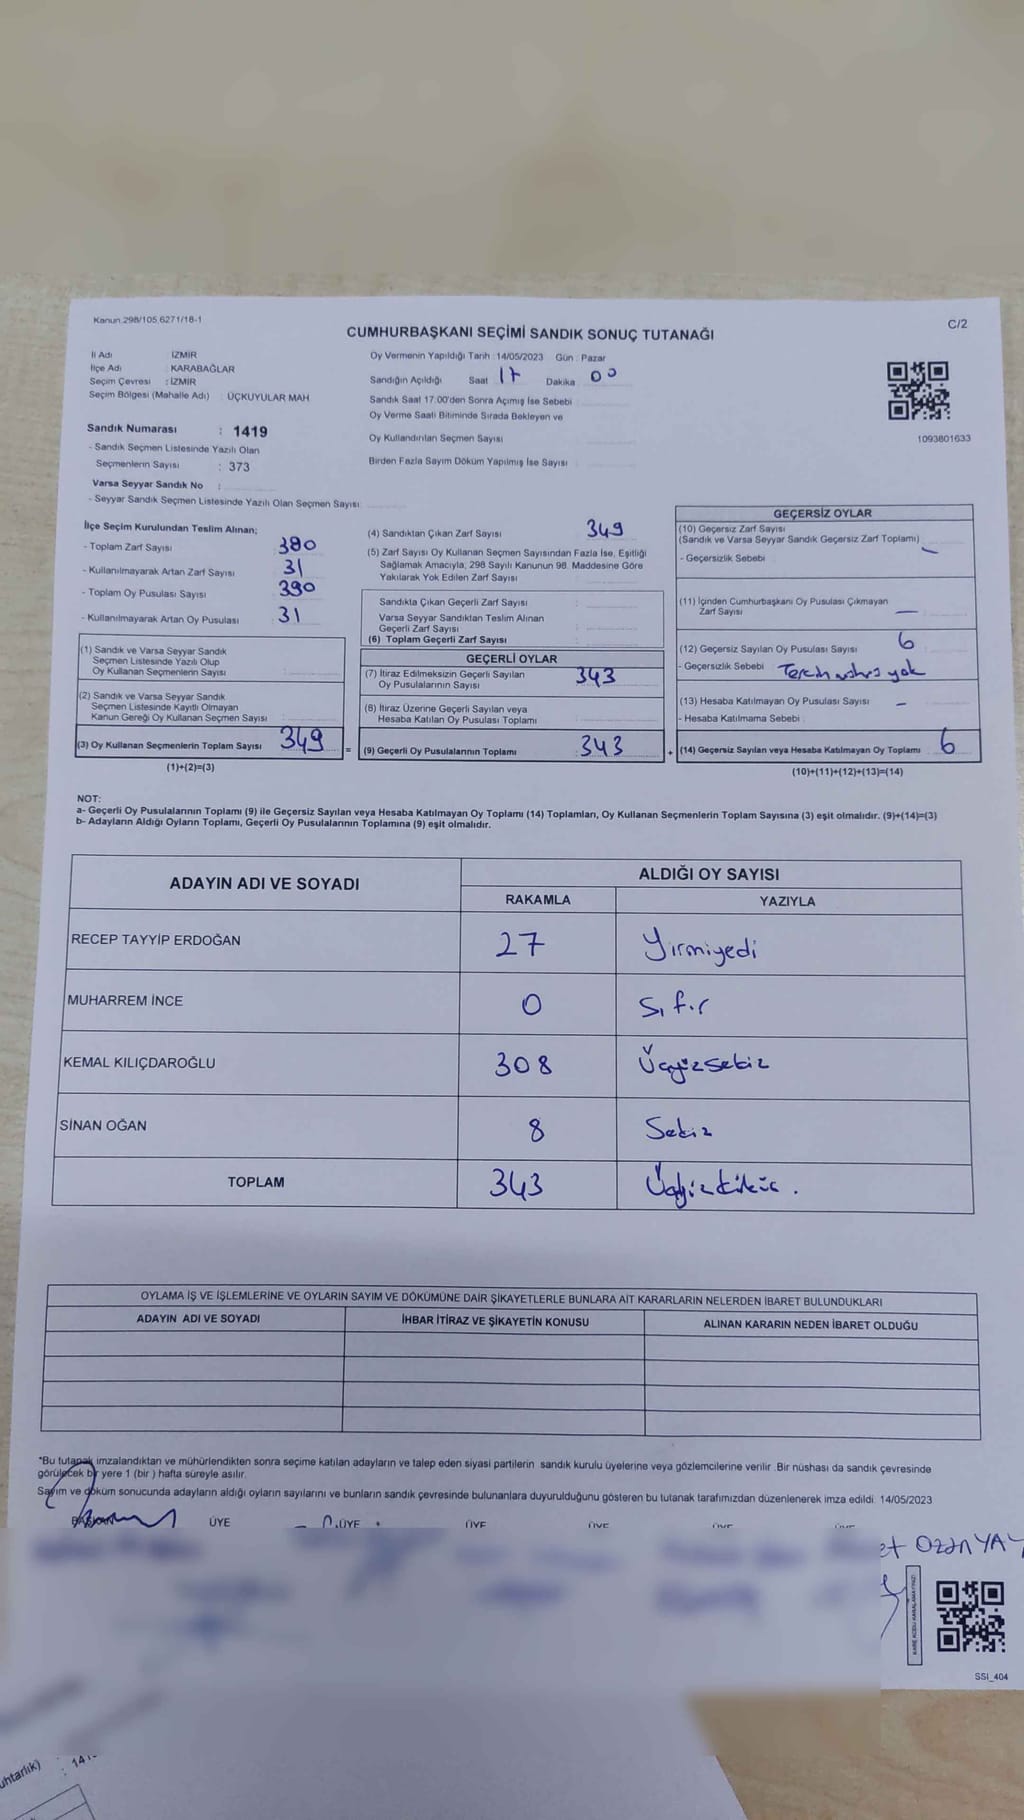 Kanun.298/105,6271/18-1
C/2
CUMHURBAŞKANI SEÇİMİ SANDIK SONUÇ TUTANAĞI
İl Adı : İZMİR
İlçe Adı : KARABAĞLAR
Seçim Çevresi : İZMİR
Seçim Bölgesi (Mahalle Adı) : ÜÇKUYULAR MAH
Sandık Numarası : 1419
- Sandık Seçmen Listesinde Yazılı Olan
Seçmenlerin Sayısı : 373
Varsa Seyyar Sandık No :
- Seyyar Sandık Seçmen Listesinde Yazılı Olan Seçmen Sayısı:
Oy Vermenin Yapıldığı Tarih : 14/05/2023 Gün : Pazar
Sandığın Açıldığı Saat 17 Dakika 00
Sandık Saat 17:00'den Sonra Açımış İse Sebebi
Oy Verme Saati Bitiminde Sırada Bekleyen ve
Oy Kullandırılan Seçmen Sayısı
Birden Fazla Sayım Döküm Yapılmış İse Sayısı :
1093801633
İlçe Seçim Kurulundan Teslim Alınan;
- Toplam Zarf Sayısı : 380
- Kullanılmayarak Artan Zarf Sayısı : 31
- Toplam Oy Pusulası Sayısı : 380
- Kullanılmayarak Artan Oy Pusulası : 31
(1) Sandık ve Varsa Seyyar Sandık
Seçmen Listesinde Yazılı Olup
Oy Kullanan Seçmenlerin Sayısı :
(2) Sandık ve Varsa Seyyar Sandık
Seçmen Listesinde Kayıtlı Olmayan
Kanun Gereği Oy Kullanan Seçmen Sayısı :
(3) Oy Kullanan Seçmenlerin Toplam Sayısı 349 =
(1)+(2)=(3)
(4) Sandıktan Çıkan Zarf Sayısı : 349
(5) Zarf Sayısı Oy Kullanan Seçmen Sayısından Fazla İse, Eşitliği
Sağlamak Amacıyla, 298 Sayılı Kanunun 98. Maddesine Göre
Yakılarak Yok Edilen Zarf Sayısı :
Sandıkta Çıkan Geçerli Zarf Sayısı :
Varsa Seyyar Sandıktan Teslim Alınan
Geçerli Zarf Sayısı :
(6) Toplam Geçerli Zarf Sayısı :
GEÇERLİ OYLAR
(7) İtiraz Edilmeksizin Geçerli Sayılan
Oy Pusulalarının Sayısı : 343
(8) İtiraz Üzerine Geçerli Sayılan veya
Hesaba Katılan Oy Pusulası Toplamı :
(9) Geçerli Oy Pusulalarının Toplamı : 343 +
GEÇERSİZ OYLAR
(10) Geçersiz Zarf Sayısı
(Sandık ve Varsa Seyyar Sandık Geçersiz Zarf Toplamı) : —
- Geçersizlik Sebebi :
(11) İçinden Cumhurbaşkanı Oy Pusulası Çıkmayan
Zarf Sayısı : —
(12) Geçersiz Sayılan Oy Pusulası Sayısı : 6
- Geçersizlik Sebebi : Tercih yok
(13) Hesaba Katılmayan Oy Pusulası Sayısı : —
- Hesaba Katılmama Sebebi :
(14) Geçersiz Sayılan veya Hesaba Katılmayan Oy Toplamı : 6
(10)+(11)+(12)+(13)=(14)
NOT:
a- Geçerli Oy Pusulalarının Toplamı (9) ile Geçersiz Sayılan veya Hesaba Katılmayan Oy Toplamı (14) Toplamları, Oy Kullanan Seçmenlerin Toplam Sayısına (3) eşit olmalıdır. (9)+(14)=(3)
b- Adayların Aldığı Oyların Toplamı, Geçerli Oy Pusulalarının Toplamına (9) eşit olmalıdır.
ADAYIN ADI VE SOYADI
ALDIĞI OY SAYISI
RAKAMLA YAZIYLA
RECEP TAYYİP ERDOĞAN 27 Yirmiyedi
MUHARREM İNCE 0 Sıfır
KEMAL KILIÇDAROĞLU 308 Üçyüzsekiz
SİNAN OĞAN 8 Sekiz
TOPLAM 343
OYLAMA İŞ VE İŞLEMLERİNE VE OYLARIN SAYIM VE DÖKÜMÜNE DAİR ŞİKAYETLERLE BUNLARA AİT KARARLARIN NELERDEN İBARET BULUNDUKLARI
ADAYIN ADI VE SOYADI İHBAR İTİRAZ VE ŞİKAYETİN KONUSU ALINAN KARARIN NEDEN İBARET OLDUĞU
*Bu tutanak imzalandıktan ve mühürlendikten sonra seçime katılan adayların ve talep eden siyasi partilerin sandık kurulu üyelerine veya gözlemcilerine verilir .Bir nüshası da sandık çevresinde
görülecek bir yere 1 (bir ) hafta süreyle asılır.
Sayım ve döküm sonucunda adayların aldığı oyların sayılarını ve bunların sandık çevresinde bulunanlara duyurulduğunu gösteren bu tutanak tarafımızdan düzenlenerek imza edildi. 14/05/2023
BAŞKAN ÜYE ÜYE ÜYE ÜYE ÜYE ÜYE
et Ozan YA
KARE KODU KARALAMAYINIZ!
SSI_404
uhtarlık) : 141